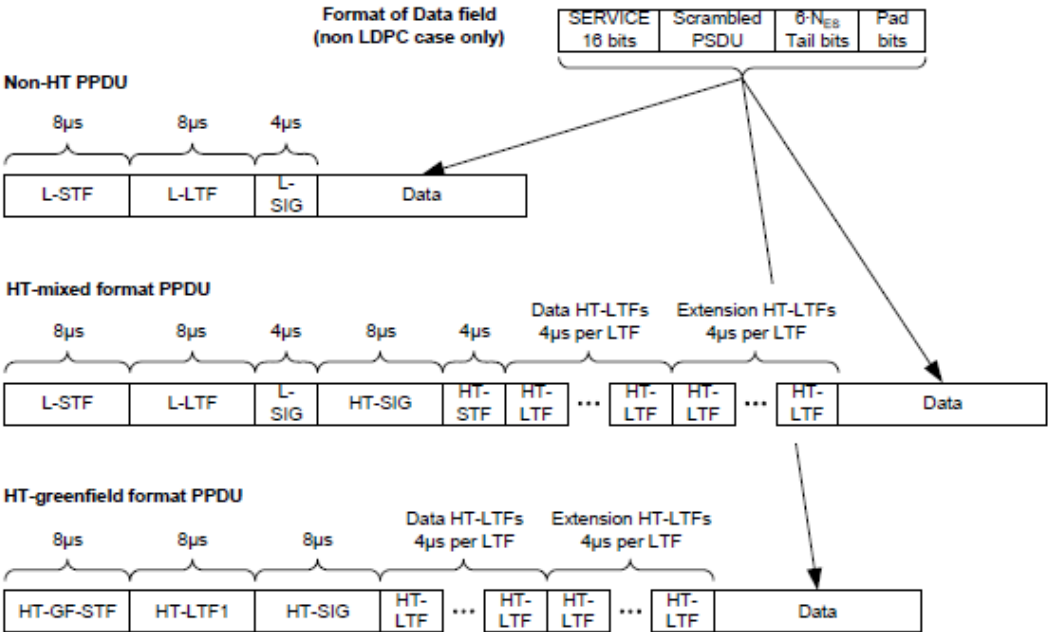 Format of Data field
(non LDPC case only)
SERVICE
16 bits
Scrambled
PSDU
6·NES
Tail bits
Pad
bits
Non-HT PPDU
8µs
8µs
4µs
L-STF
L-LTF
L-
SIG
Data
HT-mixed format PPDU
Data HT-LTFs
4µs per LTF
Extension HT-LTFs
4µs per LTF
8µs
8µs
4µs
8µs
4µs
L-STF
L-LTF
L-
SIG
HT-SIG
HT-
STF
HT-
LTF
...
HT-
LTF
HT-
LTF
...
HT-
LTF
Data
HT-greenfield format PPDU
Data HT-LTFs
4µs per LTF
Extension HT-LTFs
4µs per LTF
8µs
8µs
8µs
HT-GF-STF
HT-LTF1
HT-SIG
HT-
LTF
...
HT-
LTF
HT-
LTF
...
HT-
LTF
Data